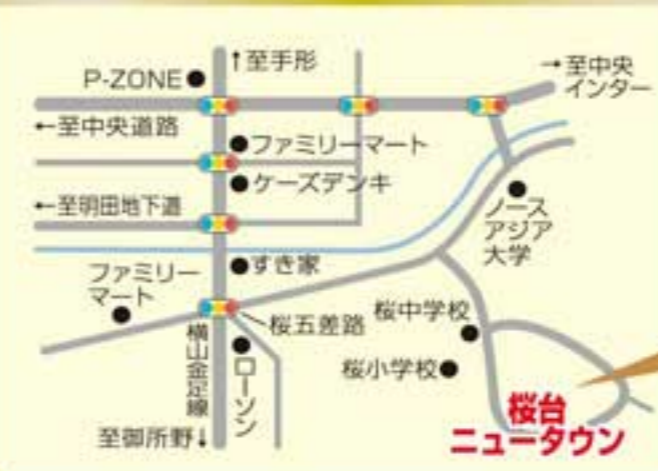 ↑至手形
P-ZONE●
→至中央
インター
←至中央道路
●ファミリーマート
●ケーズデンキ
←至明田地下道
ノース
アジア
大学
●すき家
ファミリー
マート
桜五差路
桜中学校
桜小学校●
横山金足線
ローソン
至御所野↓
桜台
ニュータウン